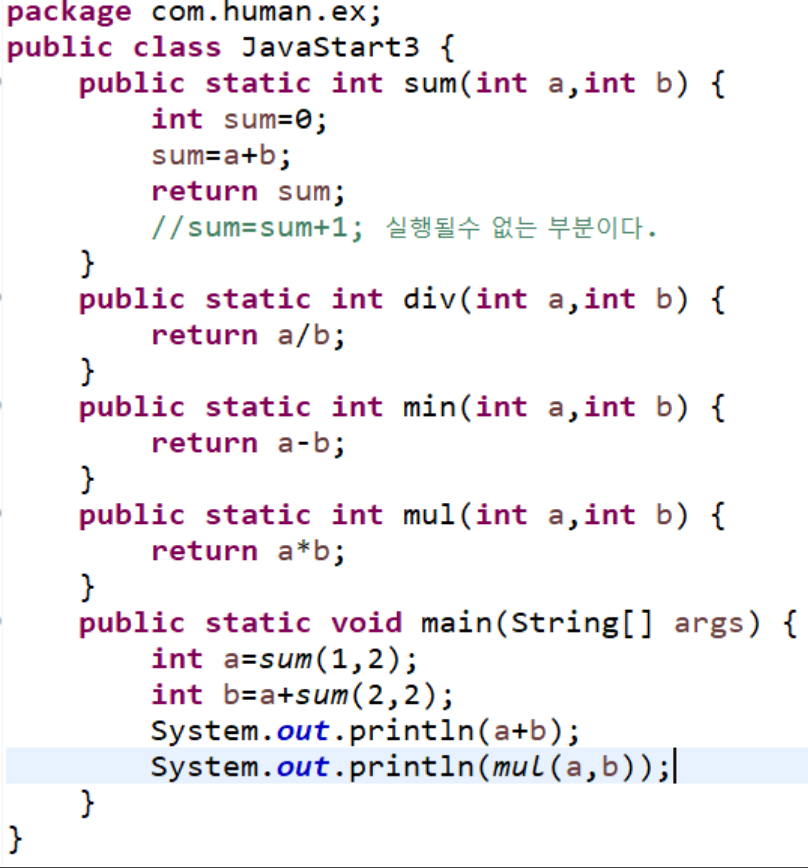 package com.human.ex;
public class JavaStart3 {
    public static int sum(int a,int b) {
        int sum=0;
        sum=a+b;
        return sum;
        //sum=sum+1; 실행될수 없는 부분이다.
    }
    public static int div(int a,int b) {
        return a/b;
    }
    public static int min(int a,int b) {
        return a-b;
    }
    public static int mul(int a,int b) {
        return a*b;
    }
    public static void main(String[] args) {
        int a=sum(1,2);
        int b=a+sum(2,2);
        System.out.println(a+b);
        System.out.println(mul(a,b));
    }
}